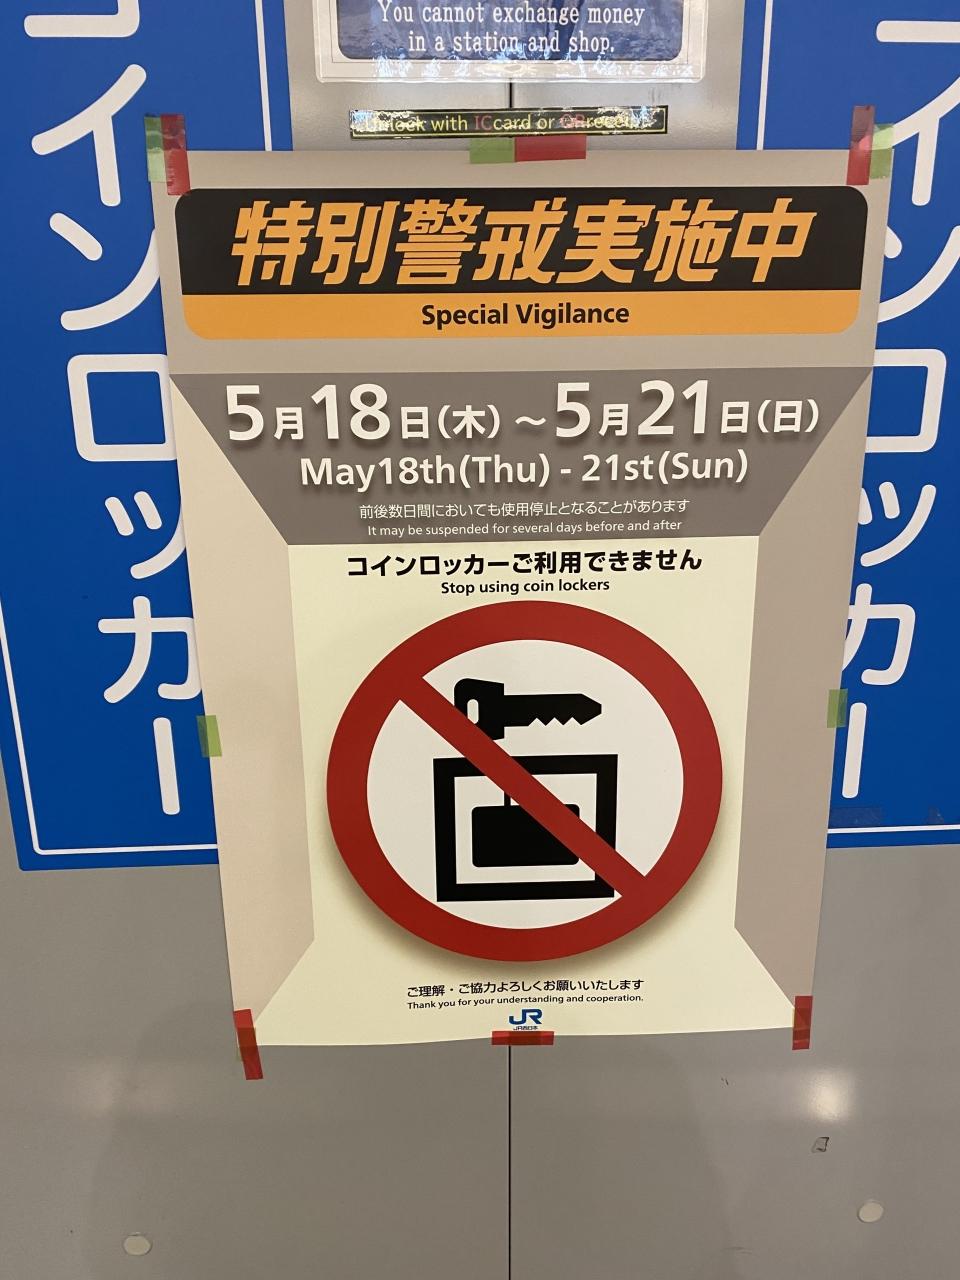 You cannot exchange money
in a station and shop.
Unlock with ICcard or QRreceipt.
コインロッカー
特別警戒実施中
Special Vigilance
5月18日(木)～5月21日(日)
May18th(Thu) - 21st(Sun)
前後数日間においても使用停止となることがあります
It may be suspended for several days before and after
コインロッカーご利用できません
Stop using coin lockers
ご理解・ご協力よろしくお願いいたします
Thank you for your understanding and cooperation.
JR
JR西日本
インロッカー